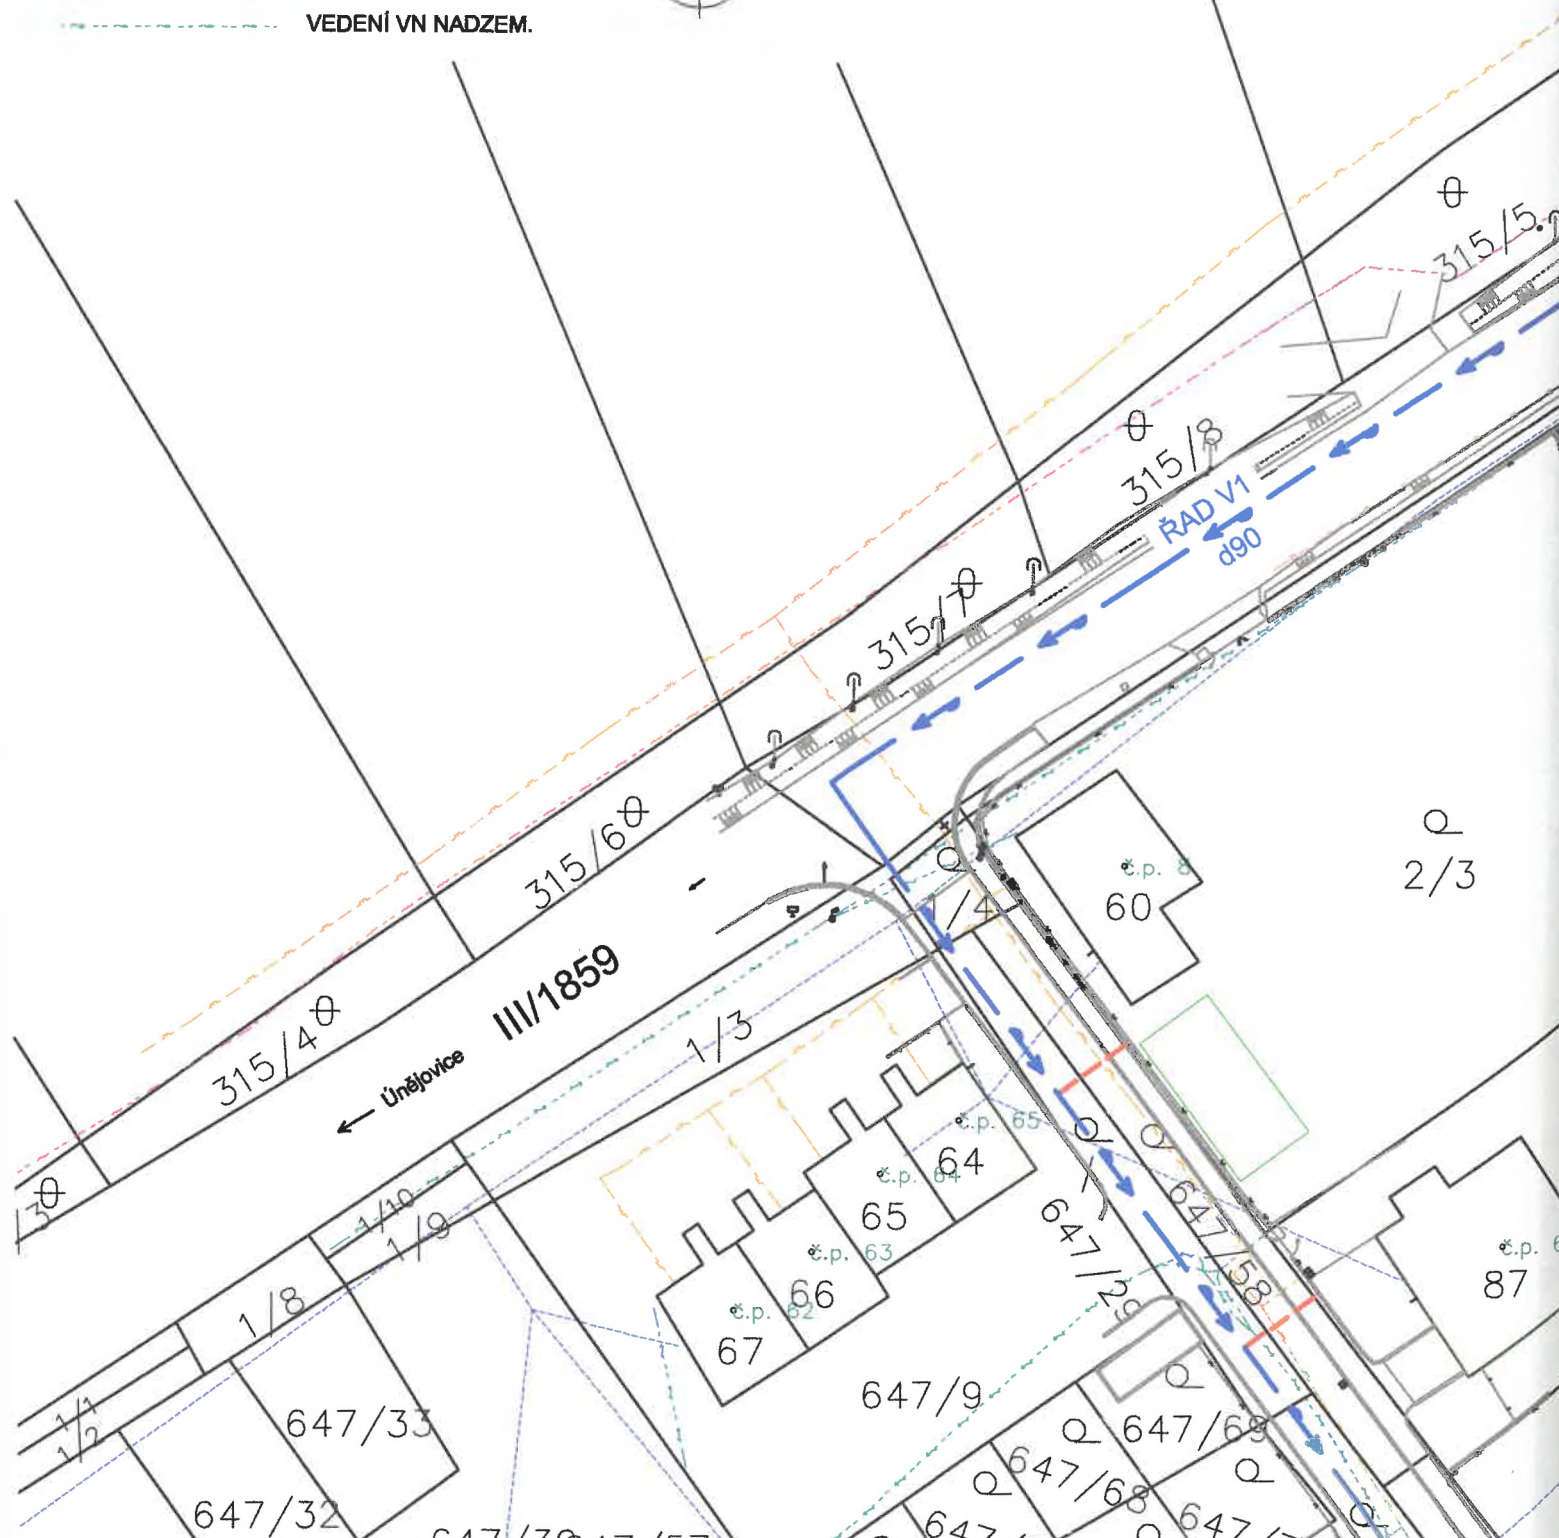 VEDENÍ VN NADZEM.
315/5
315/8
ŘAD V1
d90
315/7
315/6
č.p. 8
60
2/3
1/4
III/1859
315/4
Únějovice
1/3
č.p. 65
64
č.p. 64
65
647/58
č.p. 63
66
647/29
č.p. 6
87
/3
1/10
1/9
1/8
č.p. 62
67
647/9
1/1
1/2
647/33
647/69
647/68
647/32